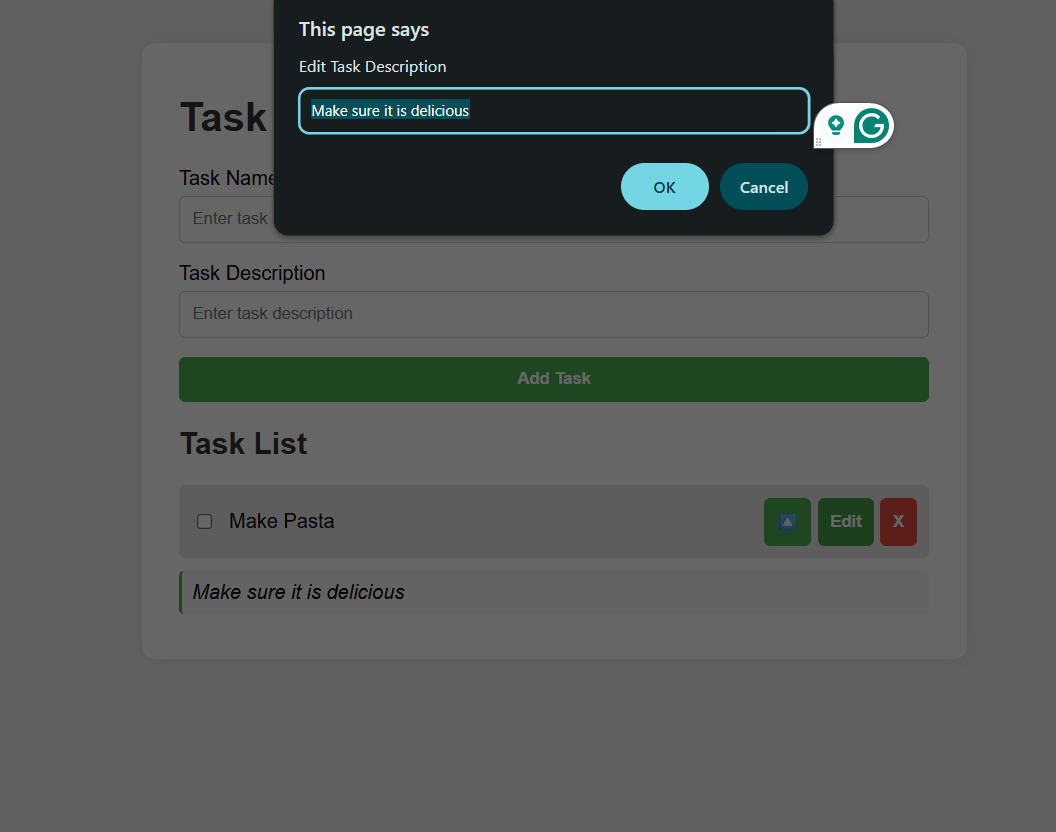 This page says
Edit Task Description
Make sure it is delicious
OK
Cancel
Task
Task Name
Enter task
Task Description
Enter task description
Add Task
Task List
Make Pasta
Edit
X
Make sure it is delicious